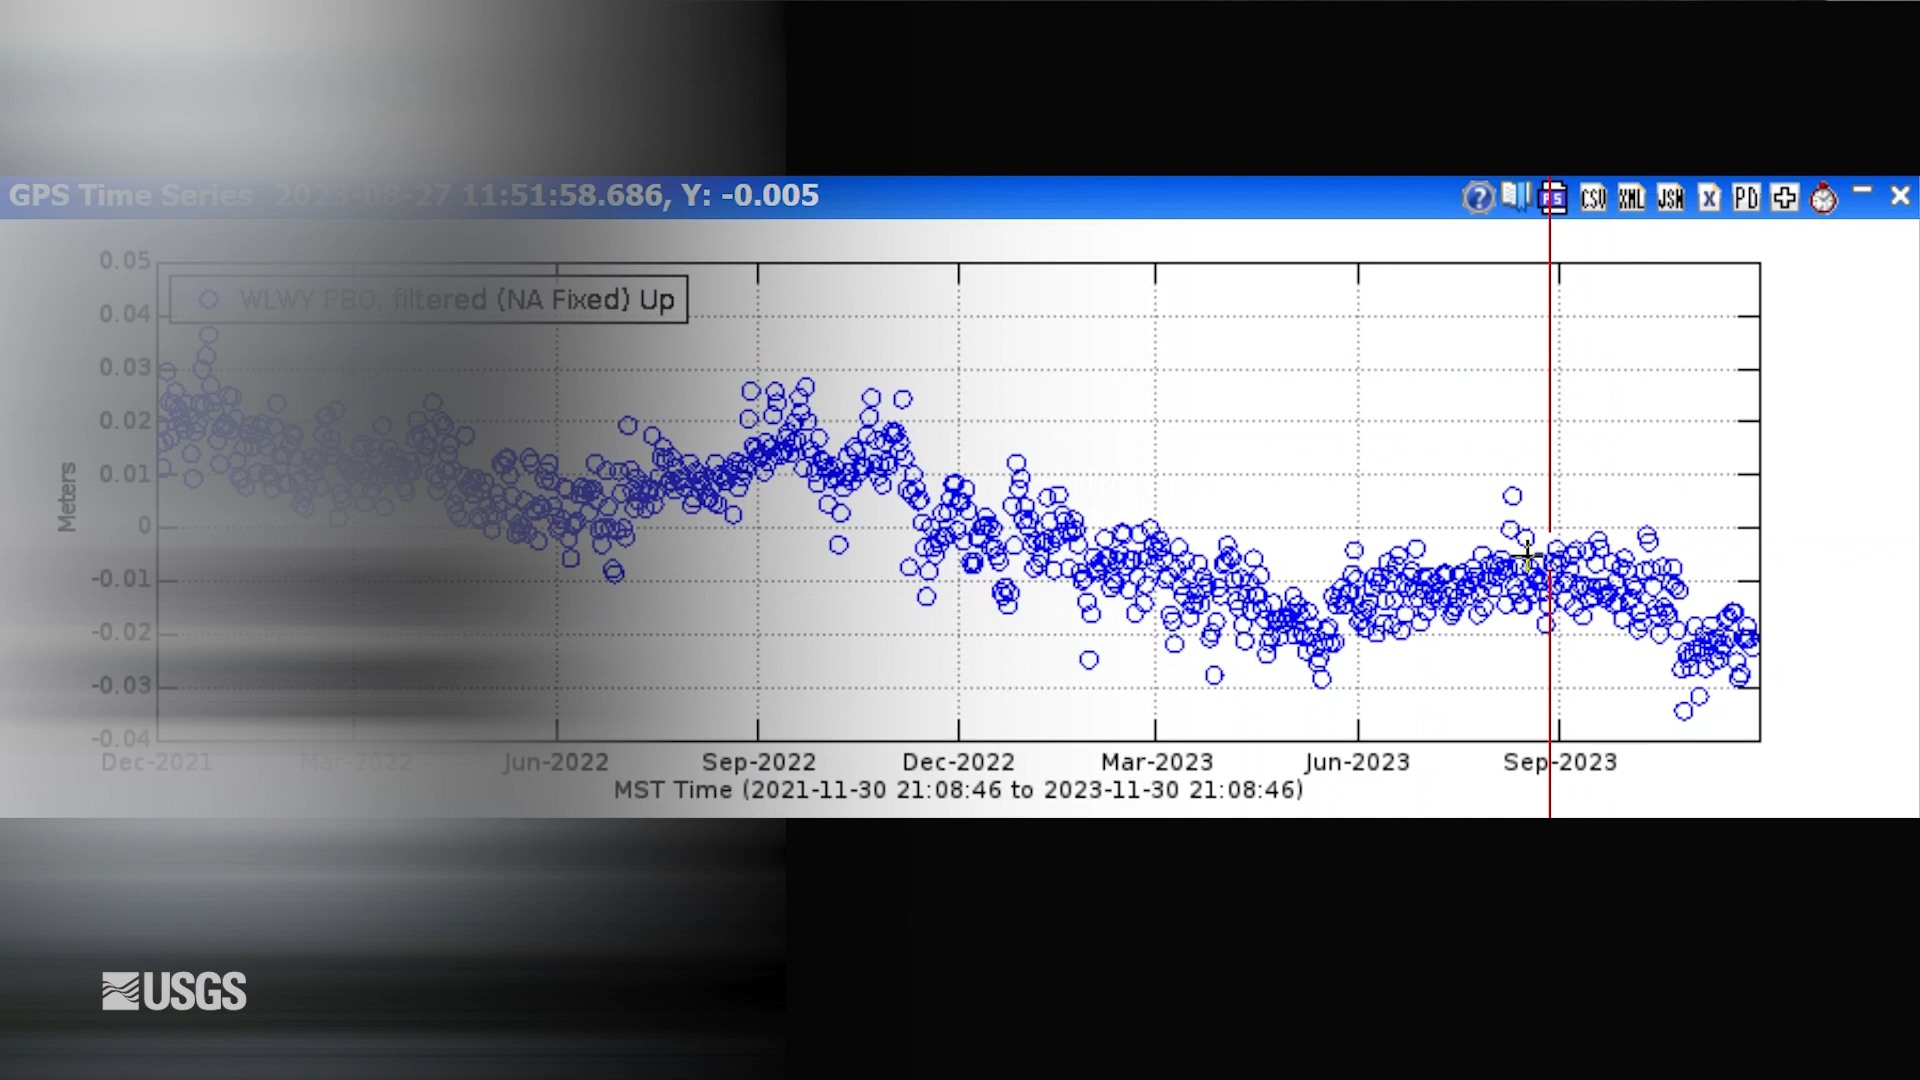 GPS Time Series 2023-08-27 11:51:58.686, Y: -0.005
CSV XML JSN X PD
0.05
WLWY PBO, filtered (NA Fixed) Up
0.04
0.03
0.02
0.01
0
-0.01
-0.02
-0.03
-0.04
Meters
Dec-2021 Mar-2022 Jun-2022 Sep-2022 Dec-2022 Mar-2023 Jun-2023 Sep-2023
MST Time (2021-11-30 21:08:46 to 2023-11-30 21:08:46)
USGS